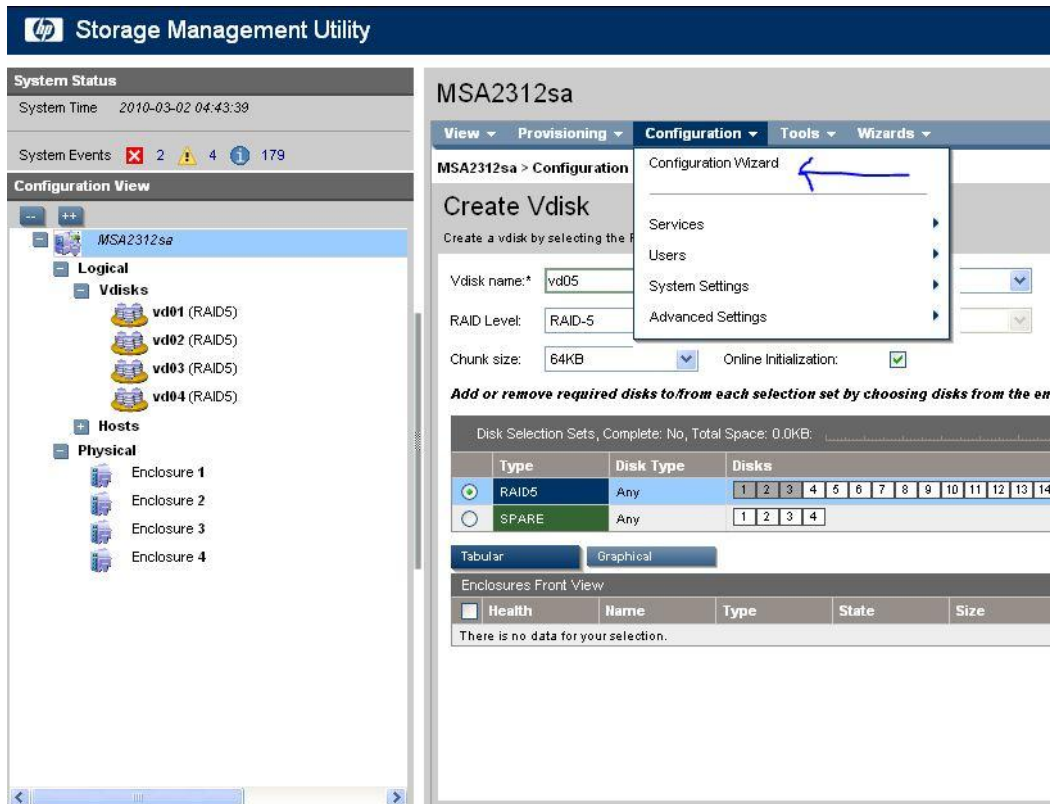 hp Storage Management Utility
System Status
System Time 2010-03-02 04:43:39
System Events 2 4 179
Configuration View
-- ++
MSA2312sa
Logical
Vdisks
vd01 (RAID5)
vd02 (RAID5)
vd03 (RAID5)
vd04 (RAID5)
Hosts
Physical
Enclosure 1
Enclosure 2
Enclosure 3
Enclosure 4
MSA2312sa
View Provisioning Configuration Tools Wizards
MSA2312sa > Configuration
Configuration Wizard
Services
Users
System Settings
Advanced Settings
Create Vdisk
Create a vdisk by selecting the
Vdisk name:* vd05
RAID Level: RAID-5
Chunk size: 64KB Online Initialization:
Add or remove required disks to/from each selection set by choosing disks from the
Disk Selection Sets, Complete: No, Total Space: 0.0KB:
Type Disk Type Disks
RAID5 Any 1 2 3 4 5 6 7 8 9 10 11 12 13 14
SPARE Any 1 2 3 4
Tabular Graphical
Enclosures Front View
Health Name Type State Size
There is no data for your selection.